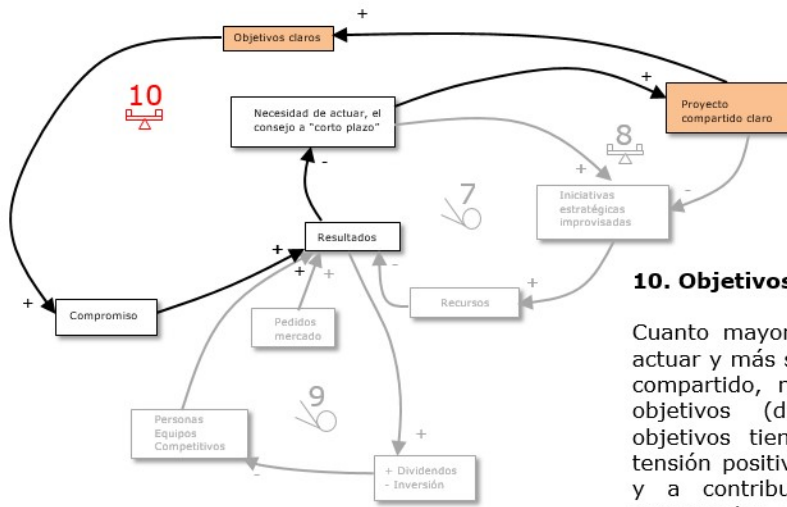 +
Objetivos claros
10
+
Necesidad de actuar, el
consejo a "corto plazo"
Proyecto
compartido claro
8
-
+
-
7
Iniciativas
estratégicas
improvisadas
Resultados
+
+
+
-
+
Recursos
+
Compromiso
Pedidos
mercado
9
Personas
Equipos
Competitivos
+
-
+ Dividendos
- Inversión
10. Objetivos
Cuanto mayor
actuar y más s
compartido, n
objetivos (d
objetivos tien
tensión positiv
y a contribu